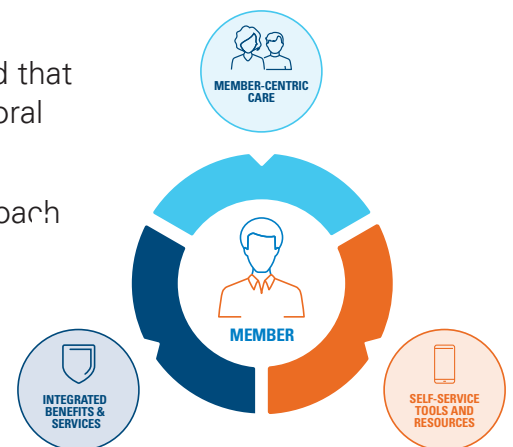 d that
oral
oach
MEMBER-CENTRIC
CARE
MEMBER
INTEGRATED
BENEFITS &
SERVICES
SELF-SERVICE
TOOLS AND
RESOURCES